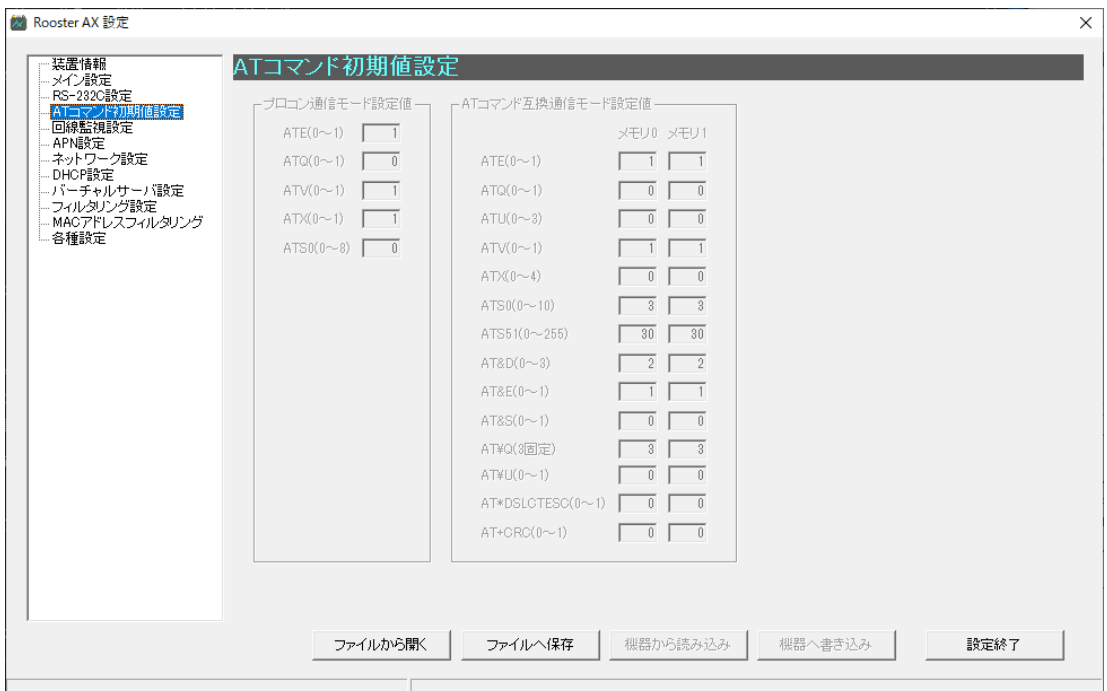 Rooster AX 設定
装置情報
メイン設定
RS-232C設定
ATコマンド初期値設定
回線監視設定
APN設定
ネットワーク設定
DHCP設定
バーチャルサーバ設定
フィルタリング設定
MACアドレスフィルタリング
各種設定
ATコマンド初期値設定
プロコン通信モード設定値
ATE(0～1) 1
ATQ(0～1) 0
ATV(0～1) 1
ATX(0～1) 1
ATS0(0～8) 0
ATコマンド互換通信モード設定値
メモリ0 メモリ1
ATE(0～1) 1 1
ATQ(0～1) 0 0
ATU(0～3) 0 0
ATV(0～1) 1 1
ATX(0～4) 0 0
ATS0(0～10) 3 3
ATS51(0～255) 30 30
AT&D(0～3) 2 2
AT&E(0～1) 1 1
AT&S(0～1) 0 0
AT¥Q(3固定) 3 3
AT¥U(0～1) 0 0
AT*DSLCTESC(0～1) 0 0
AT+CRC(0～1) 0 0
ファイルから開く ファイルへ保存 機器から読み込み 機器へ書き込み 設定終了